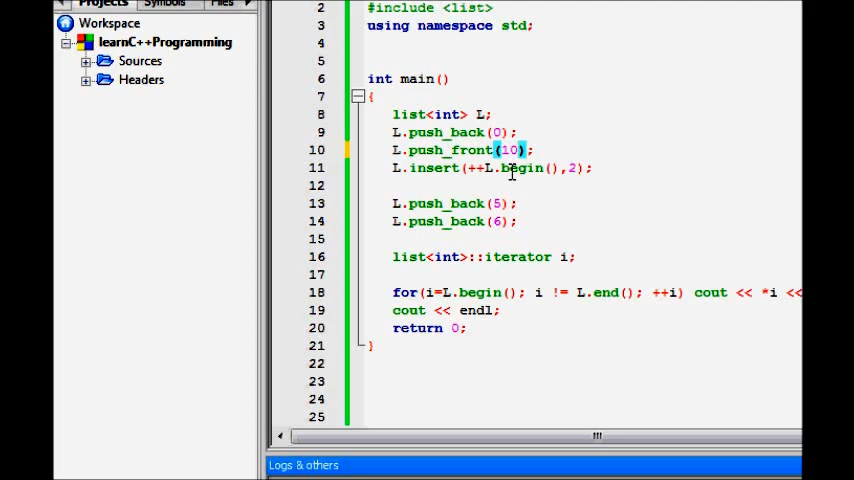 Projects Symbols Files
Workspace
learnC++Programming
Sources
Headers
2 #include <list>
3 using namespace std;
4
5
6 int main()
7 {
8 list<int> L;
9 L.push_back(0);
10 L.push_front(10);
11 L.insert(++L.begin(),2);
12
13 L.push_back(5);
14 L.push_back(6);
15
16 list<int>::iterator i;
17
18 for(i=L.begin(); i != L.end(); ++i) cout << *i <<
19 cout << endl;
20 return 0;
21 }
22
23
24
25
Logs & others